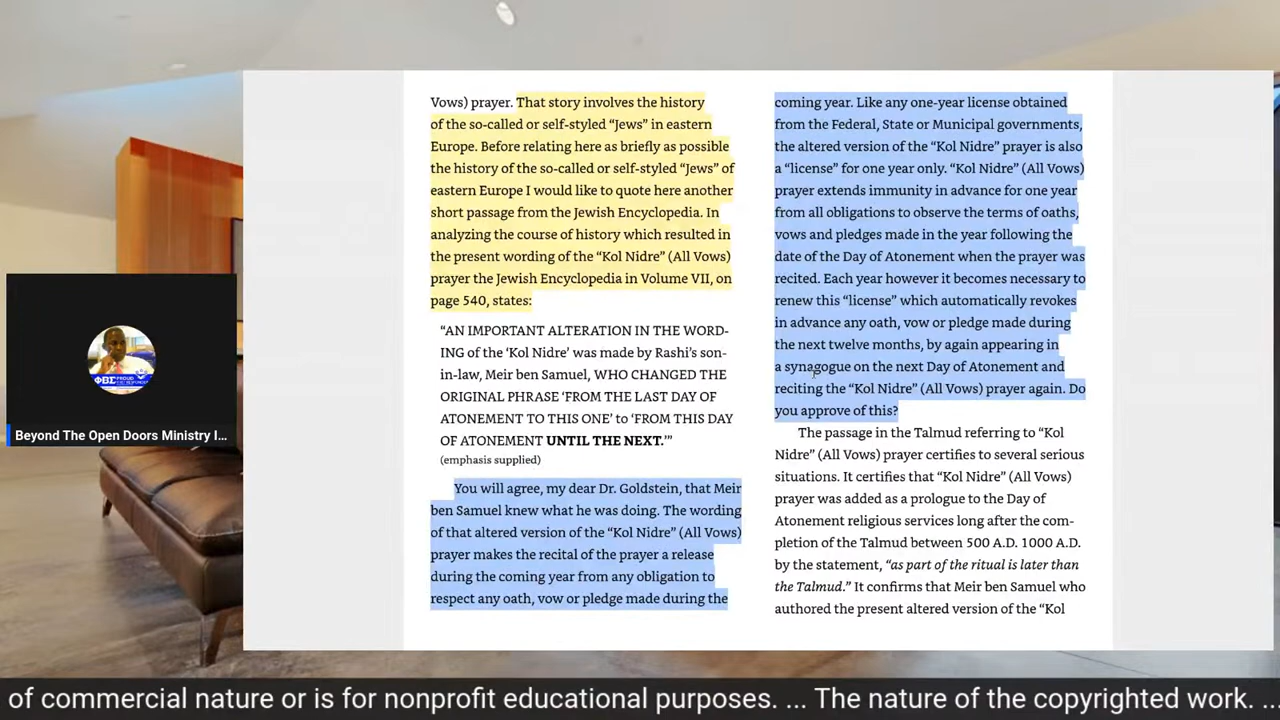 Vows) prayer. That story involves the history
of the so-called or self-styled “Jews” in eastern
Europe. Before relating here as briefly as possible
the history of the so-called or self-styled “Jews” of
eastern Europe I would like to quote here another
short passage from the Jewish Encyclopedia. In
analyzing the course of history which resulted in
the present wording of the “Kol Nidre” (All Vows)
prayer the Jewish Encyclopedia in Volume VII, on
page 540, states:
“AN IMPORTANT ALTERATION IN THE WORD-
ING of the ‘Kol Nidre’ was made by Rashi’s son-
in-law, Meir ben Samuel, WHO CHANGED THE
ORIGINAL PHRASE ‘FROM THE LAST DAY OF
ATONEMENT TO THIS ONE’ to ‘FROM THIS DAY
OF ATONEMENT UNTIL THE NEXT.’”
(emphasis supplied)
You will agree, my dear Dr. Goldstein, that Meir
ben Samuel knew what he was doing. The wording
of that altered version of the “Kol Nidre” (All Vows)
prayer makes the recital of the prayer a release
during the coming year from any obligation to
respect any oath, vow or pledge made during the
coming year. Like any one-year license obtained
from the Federal, State or Municipal governments,
the altered version of the “Kol Nidre” prayer is also
a “license” for one year only. “Kol Nidre” (All Vows)
prayer extends immunity in advance for one year
from all obligations to observe the terms of oaths,
vows and pledges made in the year following the
date of the Day of Atonement when the prayer was
recited. Each year however it becomes necessary to
renew this “license” which automatically revokes
in advance any oath, vow or pledge made during
the next twelve months, by again appearing in
a synagogue on the next Day of Atonement and
reciting the “Kol Nidre” (All Vows) prayer again. Do
you approve of this?
The passage in the Talmud referring to “Kol
Nidre” (All Vows) prayer certifies to several serious
situations. It certifies that “Kol Nidre” (All Vows)
prayer was added as a prologue to the Day of
Atonement religious services long after the com-
pletion of the Talmud between 500 A.D. 1000 A.D.
by the statement, “as part of the ritual is later than
the Talmud.” It confirms that Meir ben Samuel who
authored the present altered version of the “Kol
ΦΒΣ PROUD
Beyond The Open Doors Ministry I...
of commercial nature or is for nonprofit educational purposes. ... The nature of the copyrighted work. ...